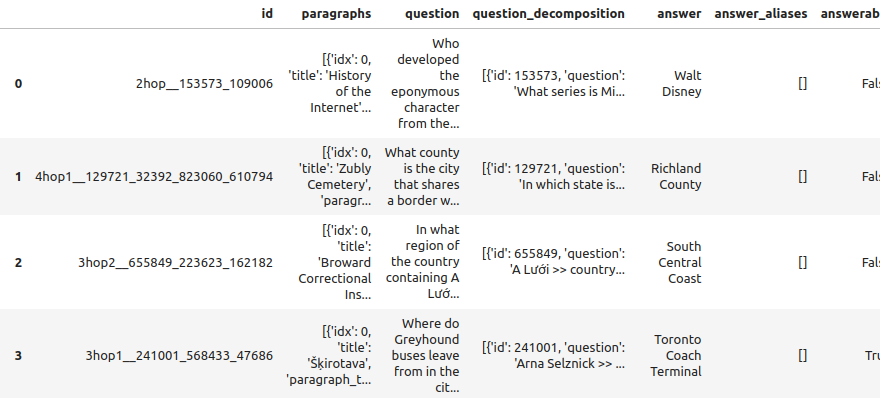 id paragraphs question question_decomposition answer answer_aliases answerab
0 2hop__153573_109006 [{'idx': 0, 'title': 'History of the Internet'... Who developed the eponymous character from the... [{'id': 153573, 'question': 'What series is Mi... Walt Disney [] Fals
1 4hop1__129721_32392_823060_610794 [{'idx': 0, 'title': 'Zubly Cemetery', 'paragr... What county is the city that shares a border w... [{'id': 129721, 'question': 'In which state is... Richland County [] Fals
2 3hop2__655849_223623_162182 [{'idx': 0, 'title': 'Broward Correctional Ins... In what region of the country containing A Lướ... [{'id': 655849, 'question': 'A Lưới >> country... South Central Coast [] Fals
3 3hop1__241001_568433_47686 [{'idx': 0, 'title': 'Šķirotava', 'paragraph_t... Where do Greyhound buses leave from in the cit... [{'id': 241001, 'question': 'Arna Selznick >> ... Toronto Coach Terminal [] Tru